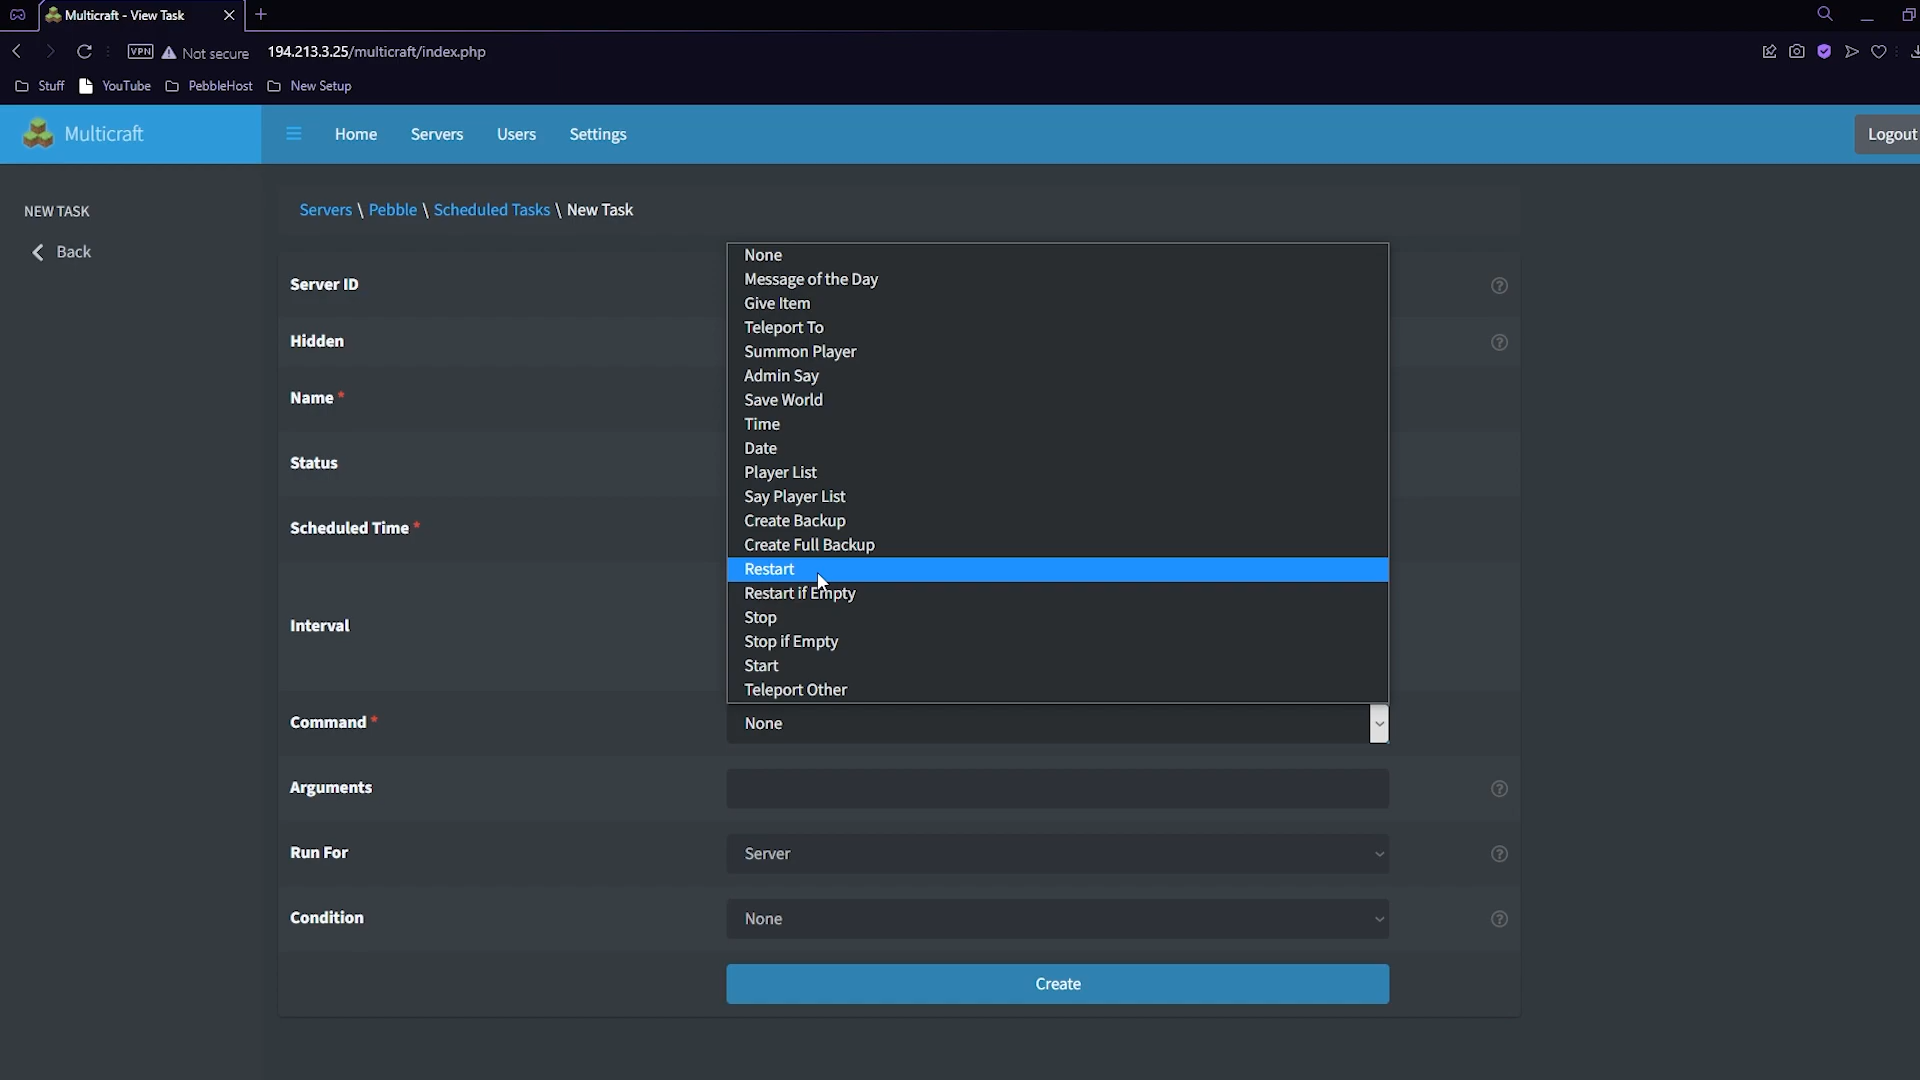 Multicraft - View Task
VPN Not secure 194.213.3.25/multicraft/index.php
Stuff YouTube PebbleHost New Setup
Multicraft Home Servers Users Settings Logout
NEW TASK
Back
Servers \ Pebble \ Scheduled Tasks \ New Task
Server ID
Hidden
Name *
Status
Scheduled Time *
Interval
None
Message of the Day
Give Item
Teleport To
Summon Player
Admin Say
Save World
Time
Date
Player List
Say Player List
Create Backup
Create Full Backup
Restart
Restart if Empty
Stop
Stop if Empty
Start
Teleport Other
Command * None
Arguments
Run For Server
Condition None
Create